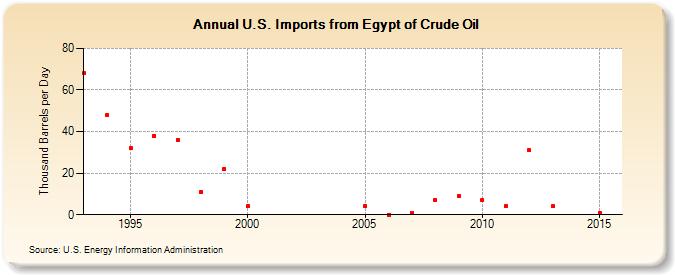 Annual U.S. Imports from Egypt of Crude Oil
Thousand Barrels per Day
80
60
40
20
0
1995 2000 2005 2010 2015
Source: U.S. Energy Information Administration